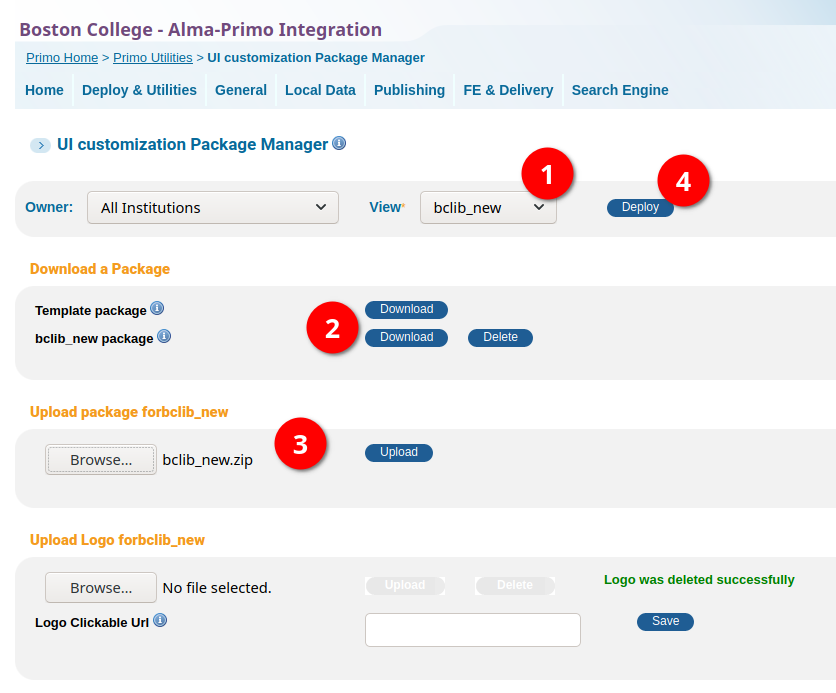 Boston College - Alma-Primo Integration
Primo Home > Primo Utilities > UI customization Package Manager
Home Deploy & Utilities General Local Data Publishing FE & Delivery Search Engine
UI customization Package Manager
1
4
Owner: All Institutions View* bclib_new Deploy
Download a Package
Template package Download
2
bclib_new package Download Delete
Upload package forbclib_new
3
Browse... bclib_new.zip Upload
Upload Logo forbclib_new
Browse... No file selected. Upload Delete Logo was deleted successfully
Logo Clickable Url Save